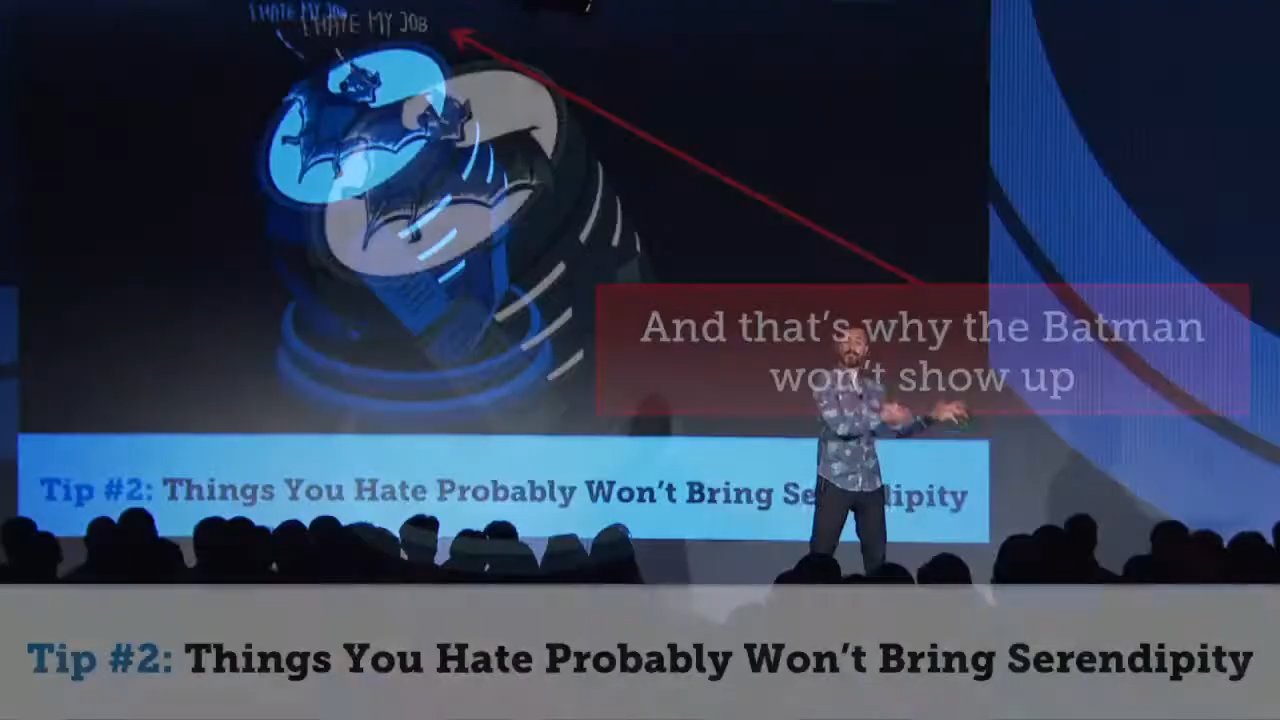 I HATE MY JOB
I HATE MY JOB
And that's why the Batman
won't show up
Tip #2: Things You Hate Probably Won't Bring Serendipity
Tip #2: Things You Hate Probably Won't Bring Serendipity